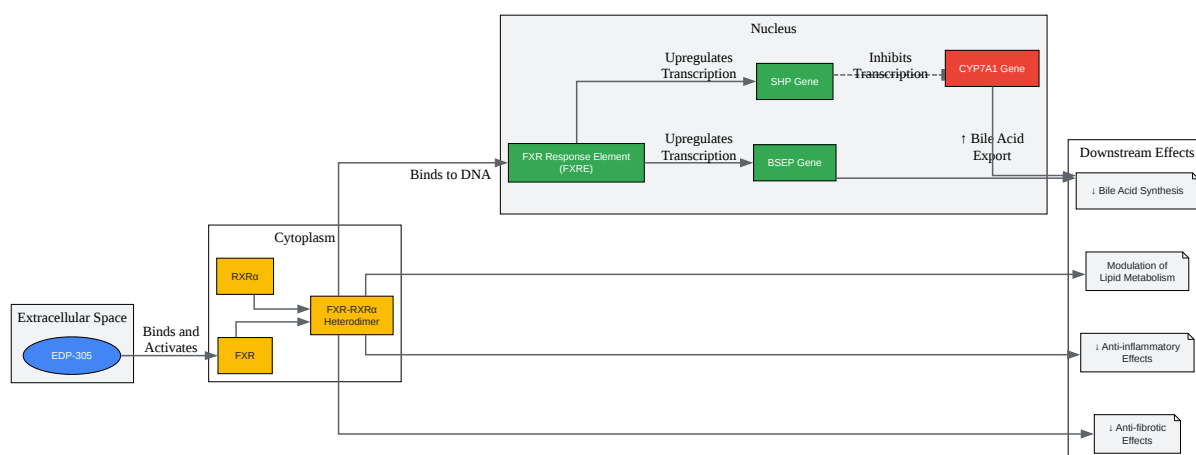 Nucleus
Upregulates
Transcription
SHP Gene
Inhibits
Transcription
CYP7A1 Gene
FXR Response Element
(FXRE)
Upregulates
Transcription
BSEP Gene
↑ Bile Acid
Export
Binds to DNA
Downstream Effects
↓ Bile Acid Synthesis
Modulation of
Lipid Metabolism
↓ Anti-inflammatory
Effects
↓ Anti-fibrotic
Effects
Cytoplasm
RXRα
FXR-RXRα
Heterodimer
FXR
Extracellular Space
EDP-305
Binds and
Activates